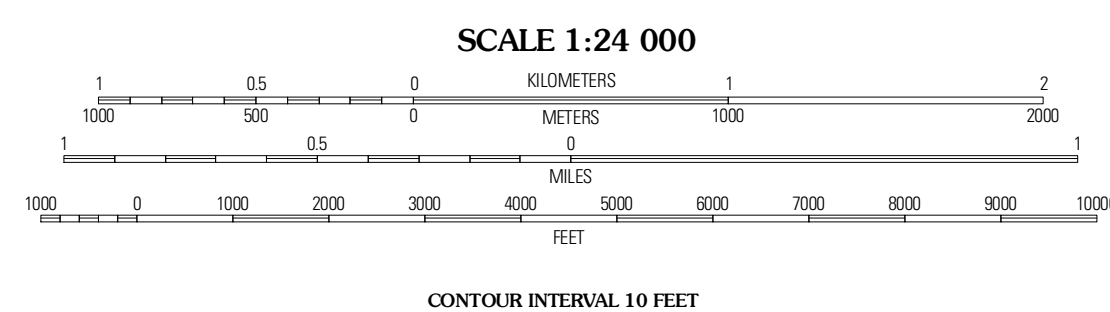 SCALE 1:24 000
1 0.5 0 KILOMETERS 1 2
1000 500 0 METERS 1000 2000
1 0.5 0 1
MILES
1000 0 1000 2000 3000 4000 5000 6000 7000 8000 9000 1000
FEET
CONTOUR INTERVAL 10 FEET